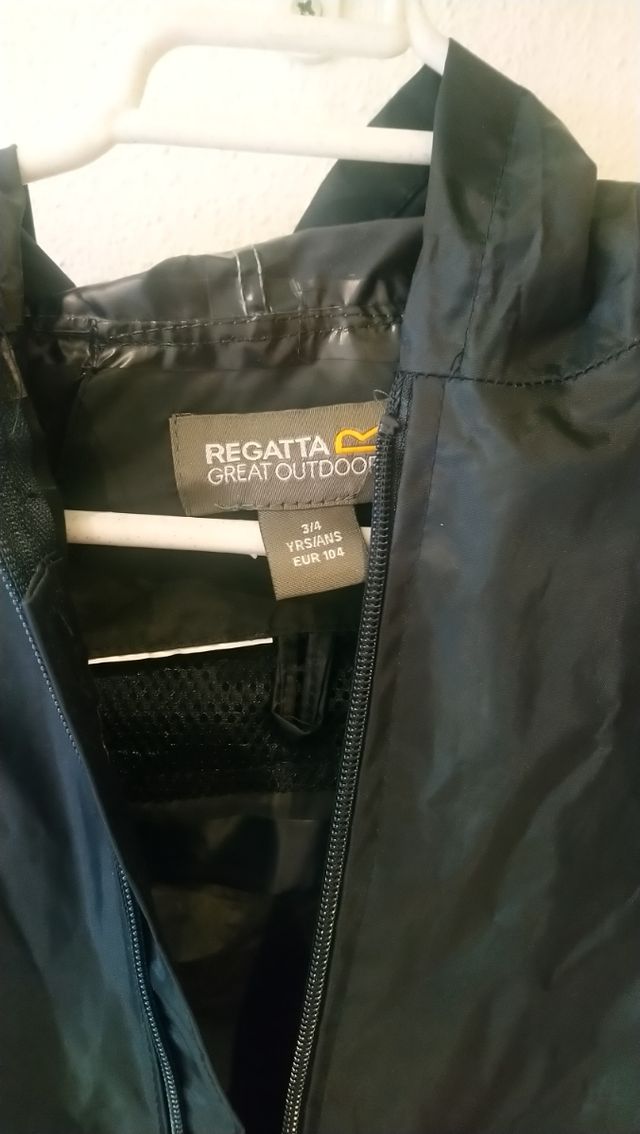 REGATTA
GREAT OUTDOOR
3/4
YRS/ANS
EUR 104